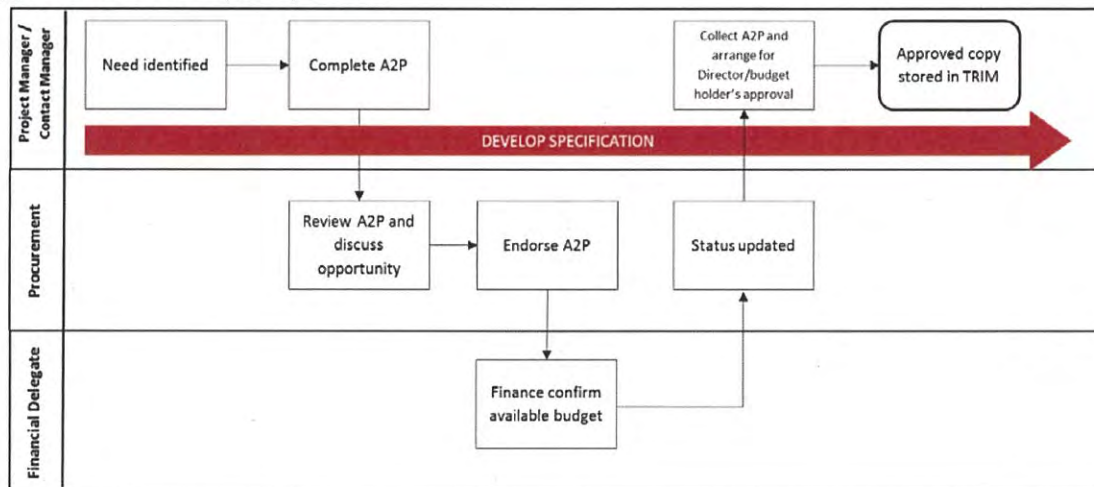 Project Manager /
Contact Manager
Need identified
Complete A2P
Collect A2P and
arrange for
Director/budget
holder's approval
Approved copy
stored in TRIM
DEVELOP SPECIFICATION
Procurement
Review A2P and
discuss
opportunity
Endorse A2P
Status updated
Financial Delegate
Finance confirm
available budget